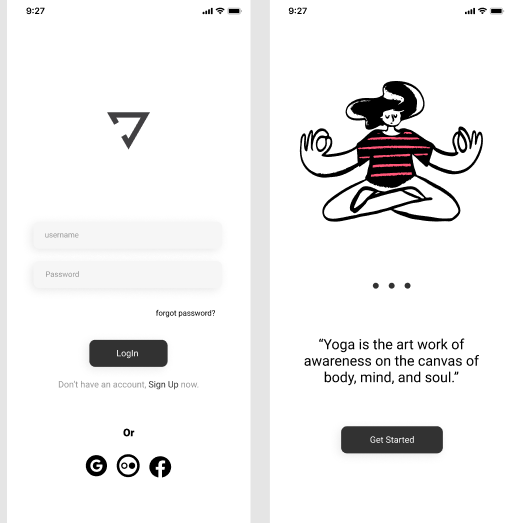 9:27
username
Password
forgot password?
LogIn
Don't have an account, Sign Up now.
Or
9:27
“Yoga is the art work of
awareness on the canvas of
body, mind, and soul.”
Get Started